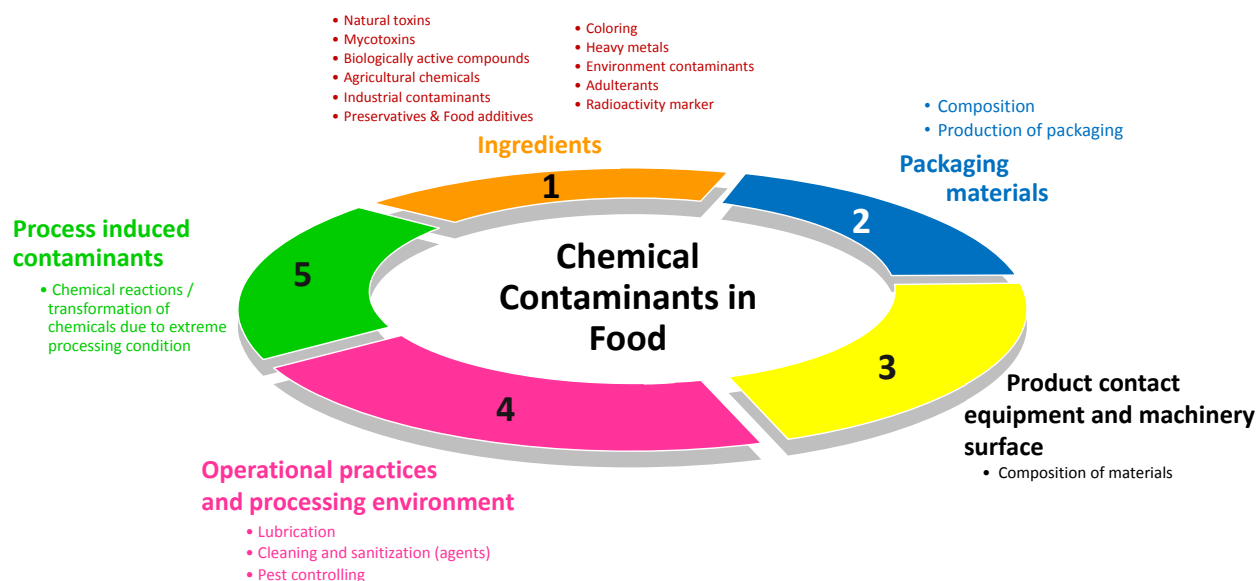 • Natural toxins
• Mycotoxins
• Biologically active compounds
• Agricultural chemicals
• Industrial contaminants
• Preservatives & Food additives
• Coloring
• Heavy metals
• Environment contaminants
• Adulterants
• Radioactivity marker
Ingredients
1
• Composition
• Production of packaging
Packaging
materials
2
Chemical
Contaminants in
Food
3
Product contact
equipment and machinery
surface
• Composition of materials
4
Operational practices
and processing environment
• Lubrication
• Cleaning and sanitization (agents)
• Pest controlling
5
Process induced
contaminants
• Chemical reactions /
transformation of
chemicals due to extreme
processing condition